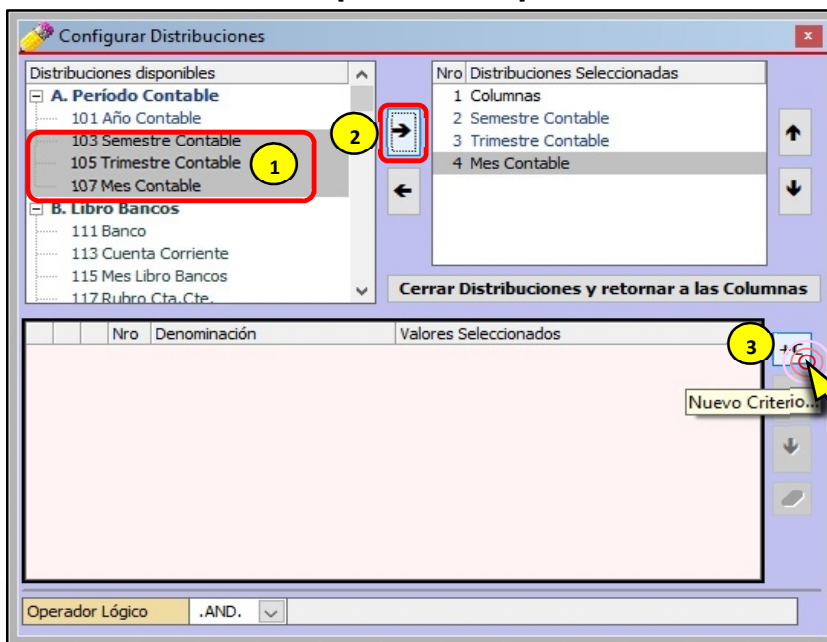 Configurar Distribuciones
x
Distribuciones disponibles
A. Período Contable
101 Año Contable
103 Semestre Contable
105 Trimestre Contable
107 Mes Contable
B. Libro Bancos
111 Banco
113 Cuenta Corriente
115 Mes Libro Bancos
117 Rubro Cta.Cte.
1
2
Nro Distribuciones Seleccionadas
1 Columnas
2 Semestre Contable
3 Trimestre Contable
4 Mes Contable
Cerrar Distribuciones y retornar a las Columnas
Nro Denominación Valores Seleccionados
3
Nuevo Criterio...
Operador Lógico .AND.